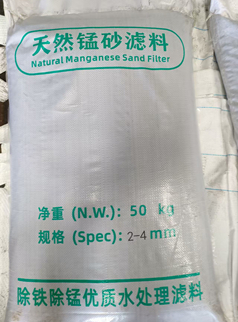 天然锰砂滤料
Natural Manganese Sand Filter
净重 (N.W.): 50 kg
规格 (Spec): 2-4 mm
除铁除锰优质水处理滤料